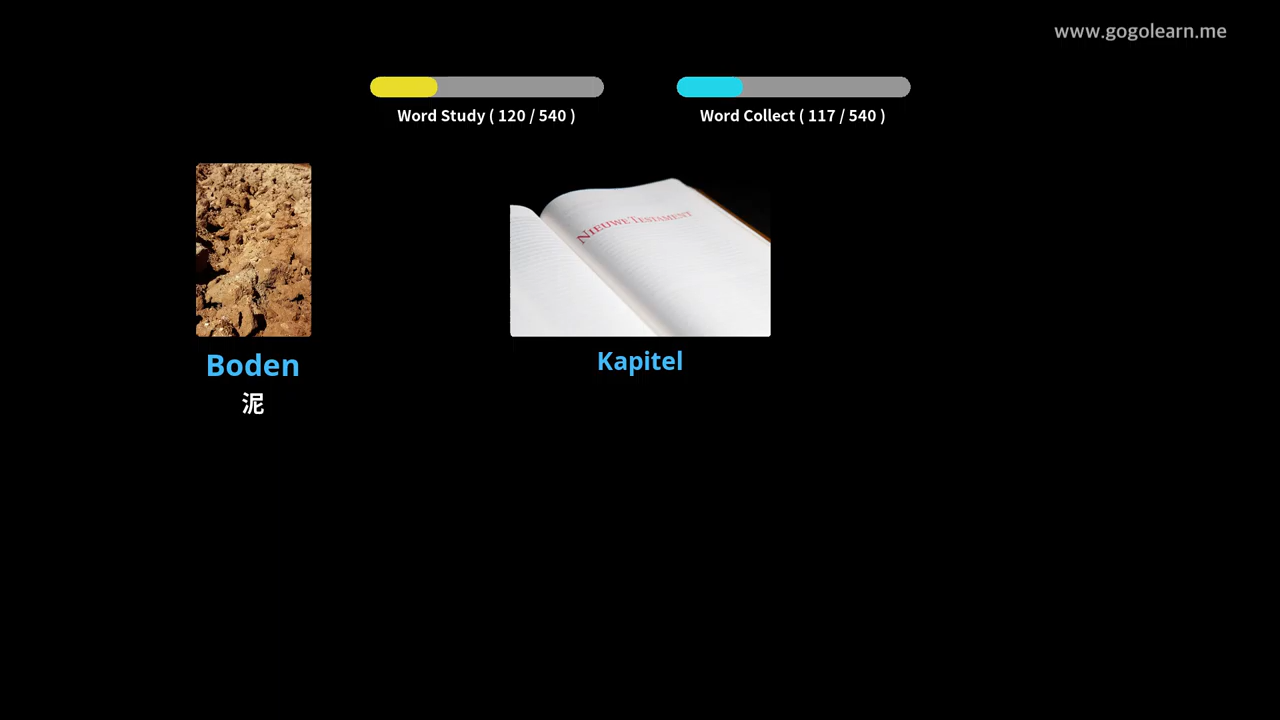 www.gogolearn.me
Word Study ( 120 / 540 )
Word Collect ( 117 / 540 )
NIEUWE TESTAMENT
Boden
泥
Kapitel